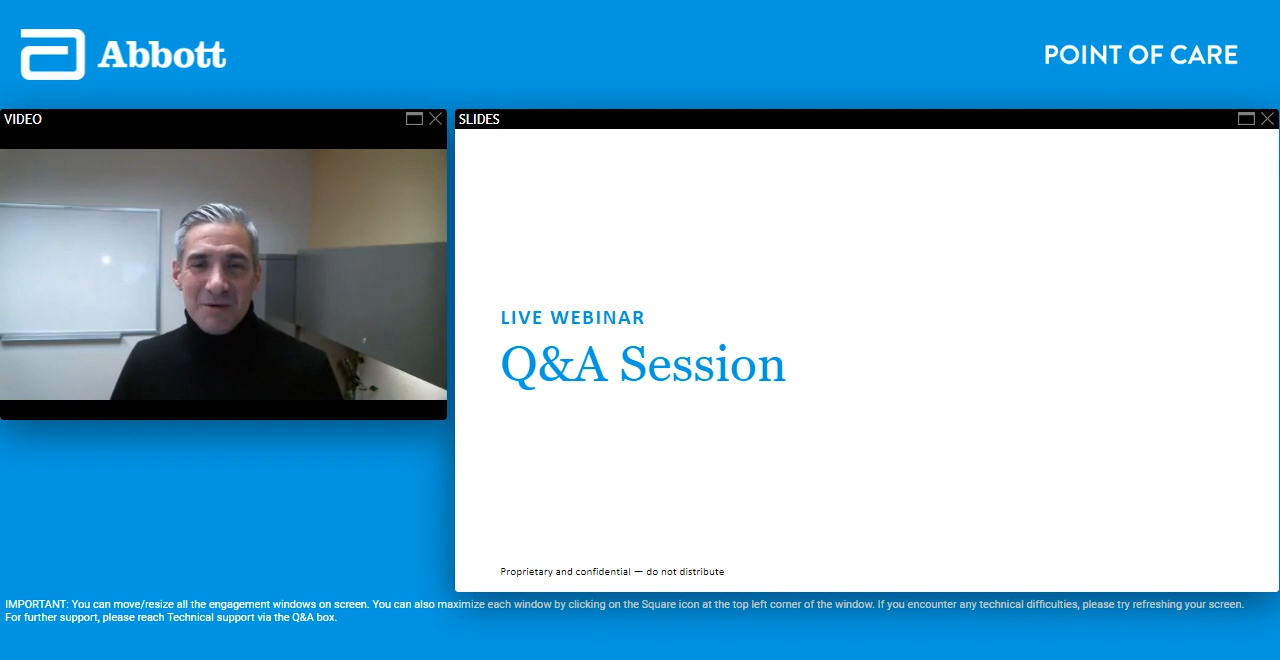 Abbott
POINT OF CARE
VIDEO
SLIDES
LIVE WEBINAR
Q&A Session
Proprietary and confidential — do not distribute
IMPORTANT: You can move/resize all the engagement windows on screen. You can also maximize each window by clicking on the Square icon at the top left corner of the window. If you encounter any technical difficulties, please try refreshing your screen.
For further support, please reach Technical support via the Q&A box.